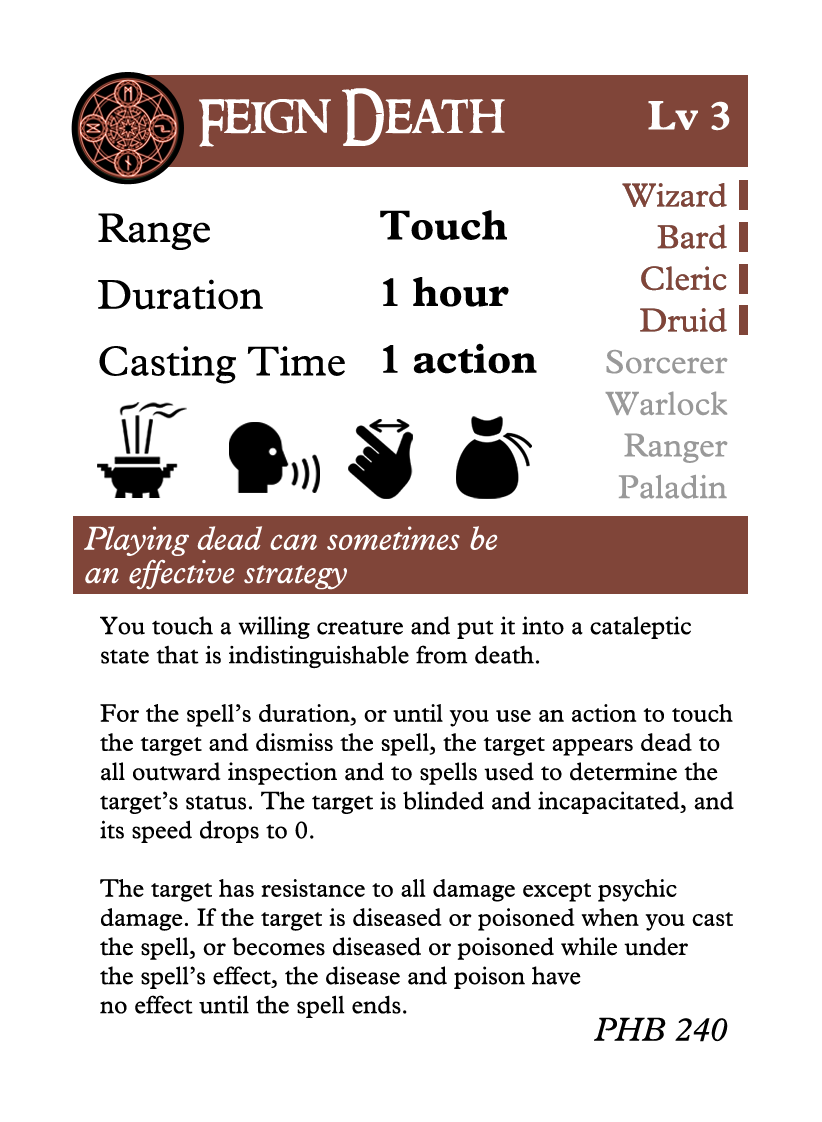 FEIGN DEATH
Lv 3
Range Touch
Duration 1 hour
Casting Time 1 action
Wizard
Bard
Cleric
Druid
Sorcerer
Warlock
Ranger
Paladin
Playing dead can sometimes be
an effective strategy
You touch a willing creature and put it into a cataleptic
state that is indistinguishable from death.
For the spell’s duration, or until you use an action to touch
the target and dismiss the spell, the target appears dead to
all outward inspection and to spells used to determine the
target’s status. The target is blinded and incapacitated, and
its speed drops to 0.
The target has resistance to all damage except psychic
damage. If the target is diseased or poisoned when you cast
the spell, or becomes diseased or poisoned while under
the spell’s effect, the disease and poison have
no effect until the spell ends.
PHB 240